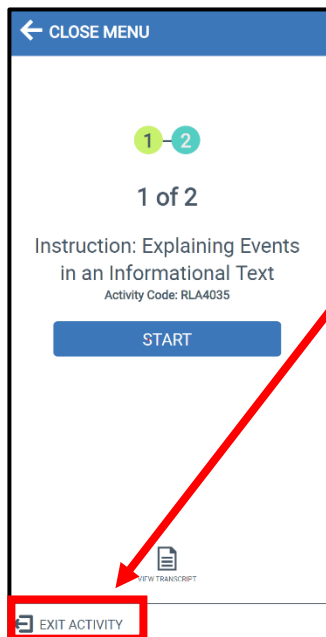 CLOSE MENU
1 2
1 of 2
Instruction: Explaining Events
in an Informational Text
Activity Code: RLA4035
START
VIEW TRANSCRIPT
EXIT ACTIVITY